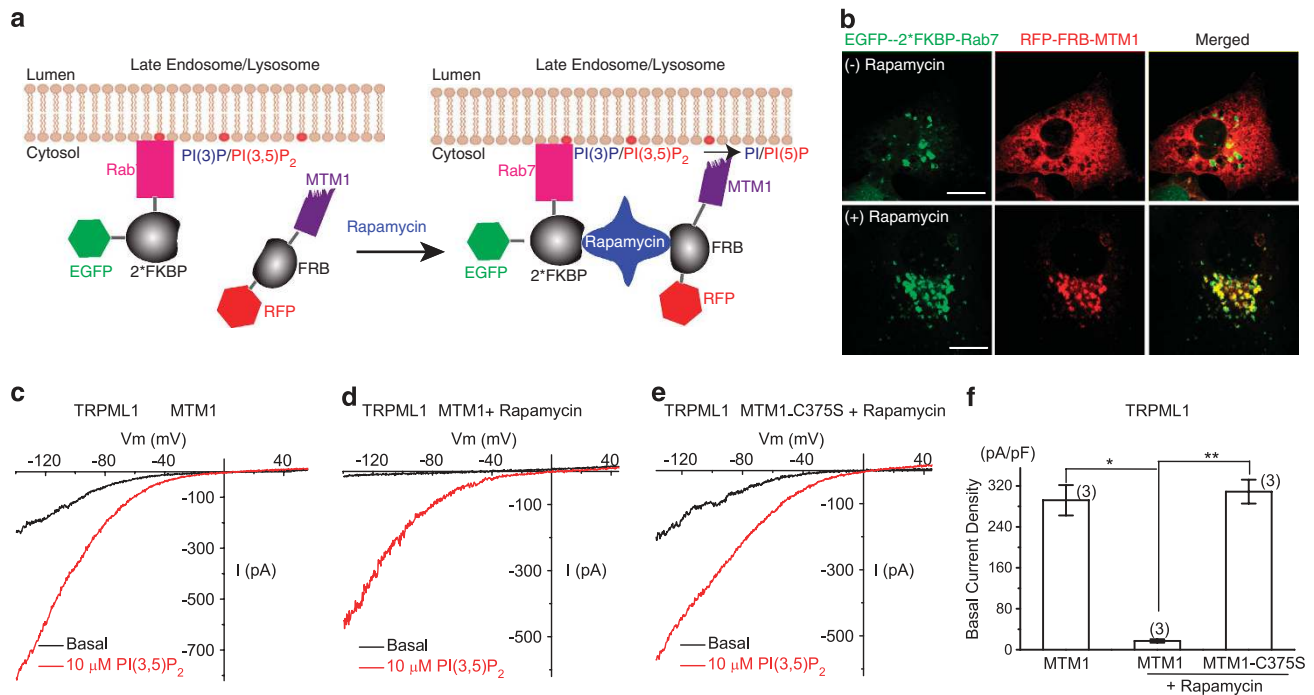 a
Late Endosome/Lysosome
Lumen
Cytosol
Rab7
PI(3)P/PI(3,5)P2
MTM1
EGFP
2*FKBP
FRB
RFP
Rapamycin
Late Endosome/Lysosome
Lumen
Cytosol
Rab7
PI(3)P/PI(3,5)P2
PI/PI(5)P
MTM1
EGFP
2*FKBP
Rapamycin
FRB
RFP
b
EGFP--2*FKBP-Rab7 RFP-FRB-MTM1 Merged
(-) Rapamycin
(+) Rapamycin
c
TRPML1 MTM1
Vm (mV)
-120 -80 -40 40
-100
-300
-500
-700
I (pA)
Basal
10 μM PI(3,5)P2
d
TRPML1 MTM1+ Rapamycin
Vm (mV)
-120 -80 -40 40
-100
-300
-500
I (pA)
Basal
10 μM PI(3,5)P2
e
TRPML1 MTM1-C375S + Rapamycin
Vm (mV)
-120 -80 -40 40
-100
-300
-500
I (pA)
Basal
10 μM PI(3,5)P2
f
TRPML1
(pA/pF)
Basal Current Density
320
240
160
80
0
* **
(3) (3) (3)
MTM1 MTM1 MTM1-C375S
+ Rapamycin